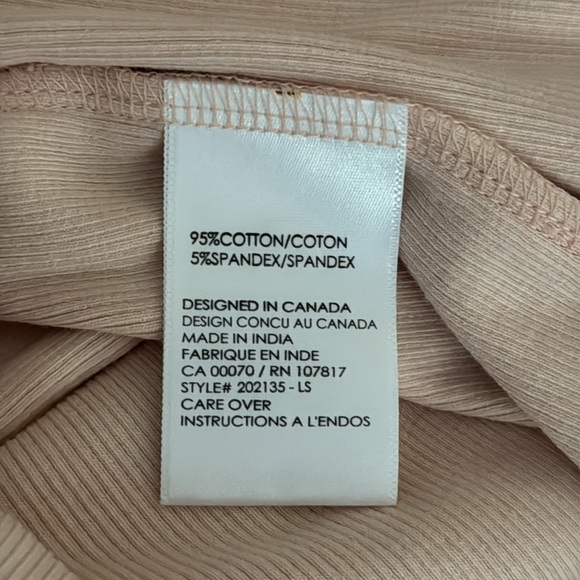 95%COTTON/COTON
5%SPANDEX/SPANDEX
DESIGNED IN CANADA
DESIGN CONCU AU CANADA
MADE IN INDIA
FABRIQUE EN INDE
CA 00070 / RN 107817
STYLE# 202135 - LS
CARE OVER
INSTRUCTIONS A L'ENDOS